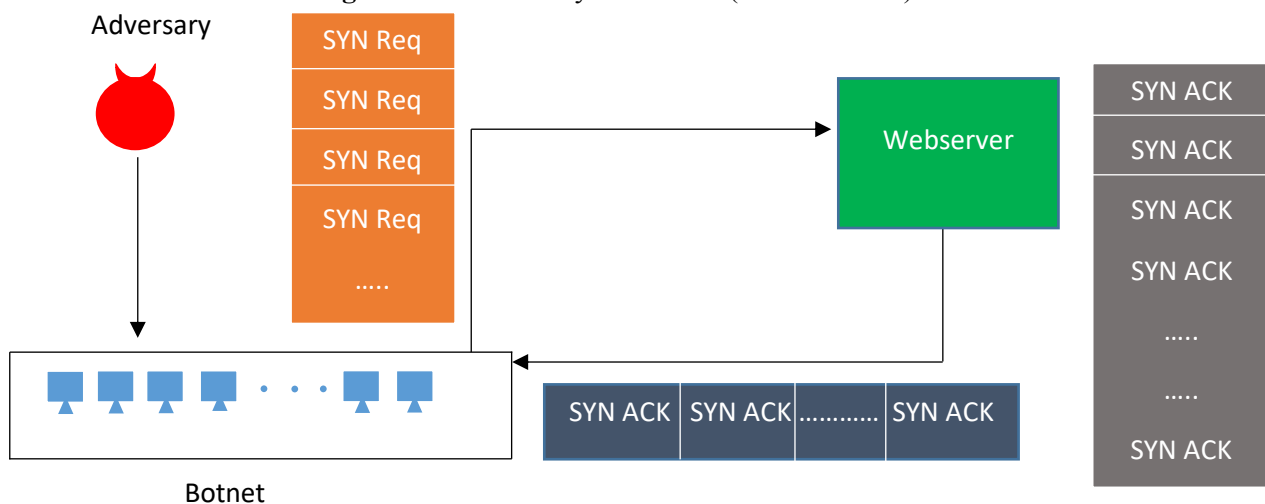 Adversary
SYN Req
SYN Req
SYN Req
SYN Req
.....
Webserver
SYN ACK
SYN ACK
SYN ACK
SYN ACK
.....
.....
SYN ACK
SYN ACK SYN ACK ............ SYN ACK
Botnet